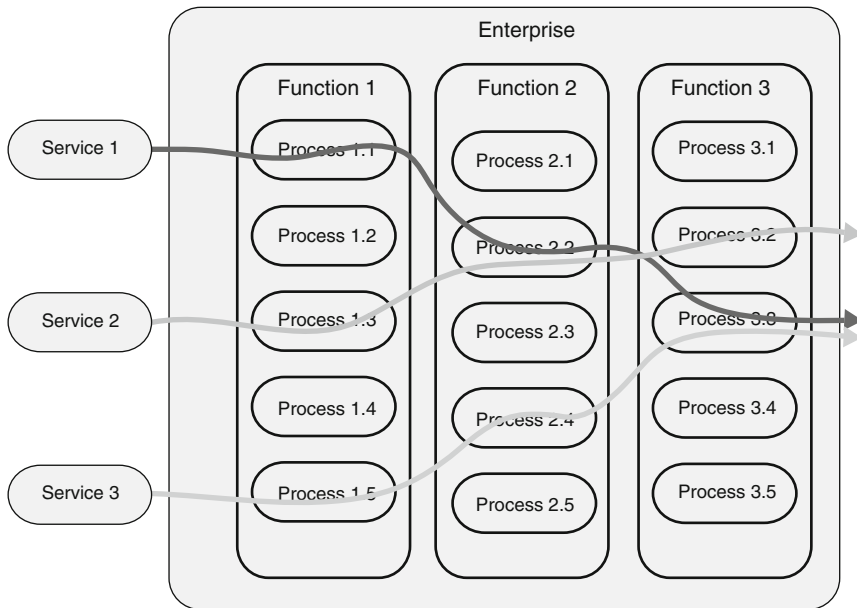 Enterprise
Function 1
Function 2
Function 3
Service 1
Service 2
Service 3
Process 1.1
Process 1.2
Process 1.3
Process 1.4
Process 1.5
Process 2.1
Process 2.2
Process 2.3
Process 2.4
Process 2.5
Process 3.1
Process 3.2
Process 3.3
Process 3.4
Process 3.5